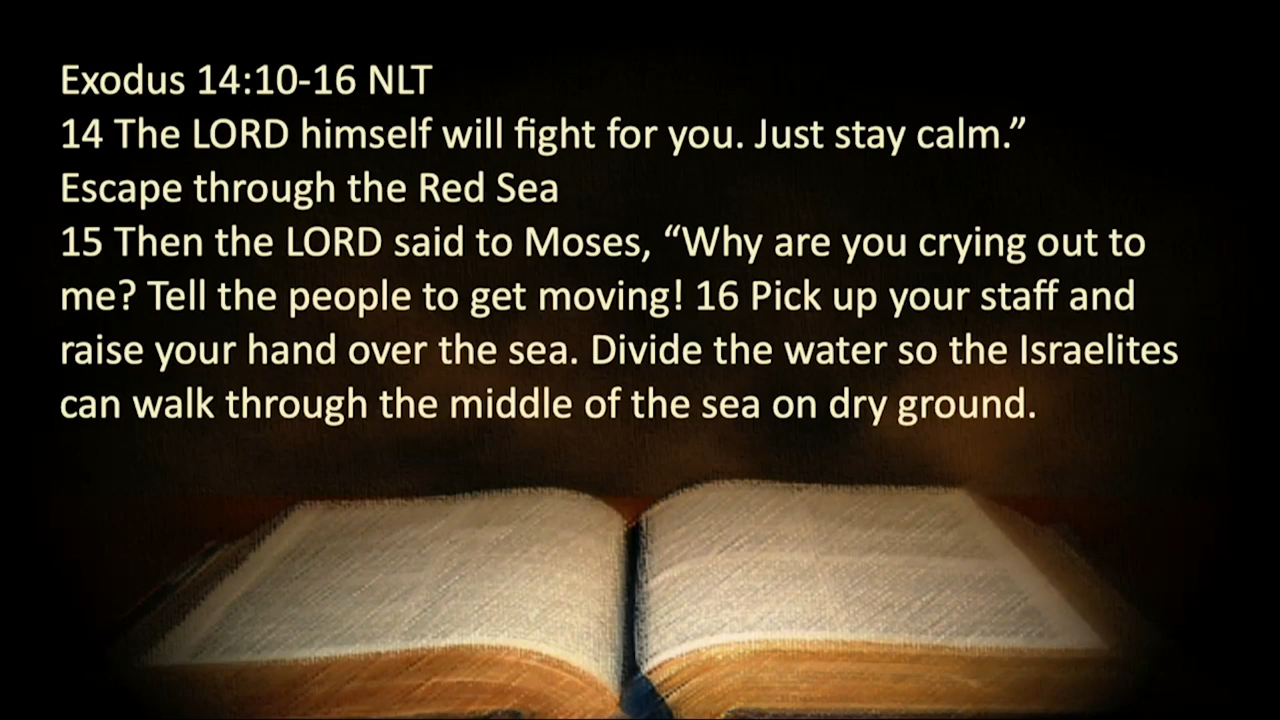 Exodus 14:10-16 NLT
14 The LORD himself will fight for you. Just stay calm.”
Escape through the Red Sea
15 Then the LORD said to Moses, “Why are you crying out to
me? Tell the people to get moving! 16 Pick up your staff and
raise your hand over the sea. Divide the water so the Israelites
can walk through the middle of the sea on dry ground.